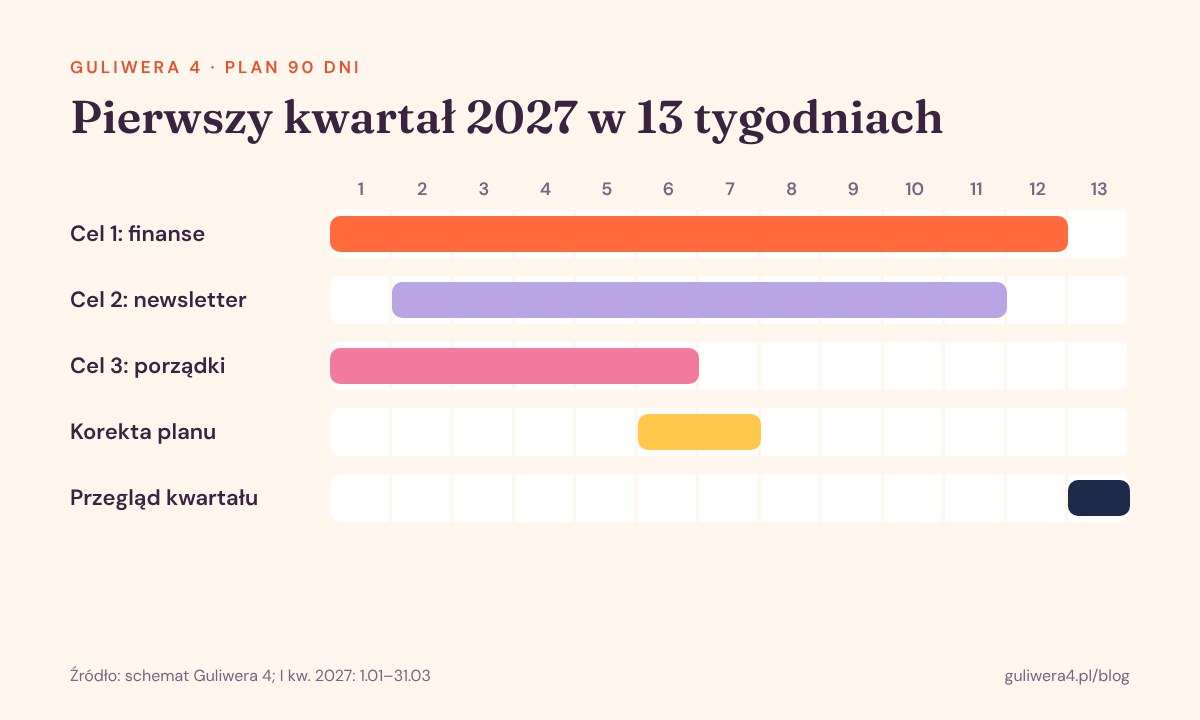 GULIWERA 4 · PLAN 90 DNI
Pierwszy kwartał 2027 w 13 tygodniach
1 2 3 4 5 6 7 8 9 10 11 12 13
Cel 1: finanse
Cel 2: newsletter
Cel 3: porządki
Korekta planu
Przegląd kwartału
Źródło: schemat Guliwera 4; I kw. 2027: 1.01–31.03
guliwera4.pl/blog